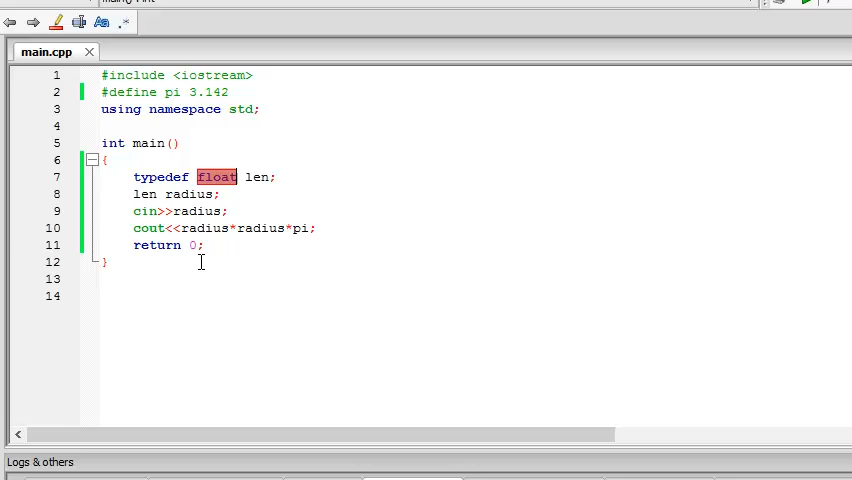 main.cpp
1 #include <iostream>
2 #define pi 3.142
3 using namespace std;
4
5 int main()
6 {
7 typedef float len;
8 len radius;
9 cin>>radius;
10 cout<<radius*radius*pi;
11 return 0;
12 }
13
14
Logs & others